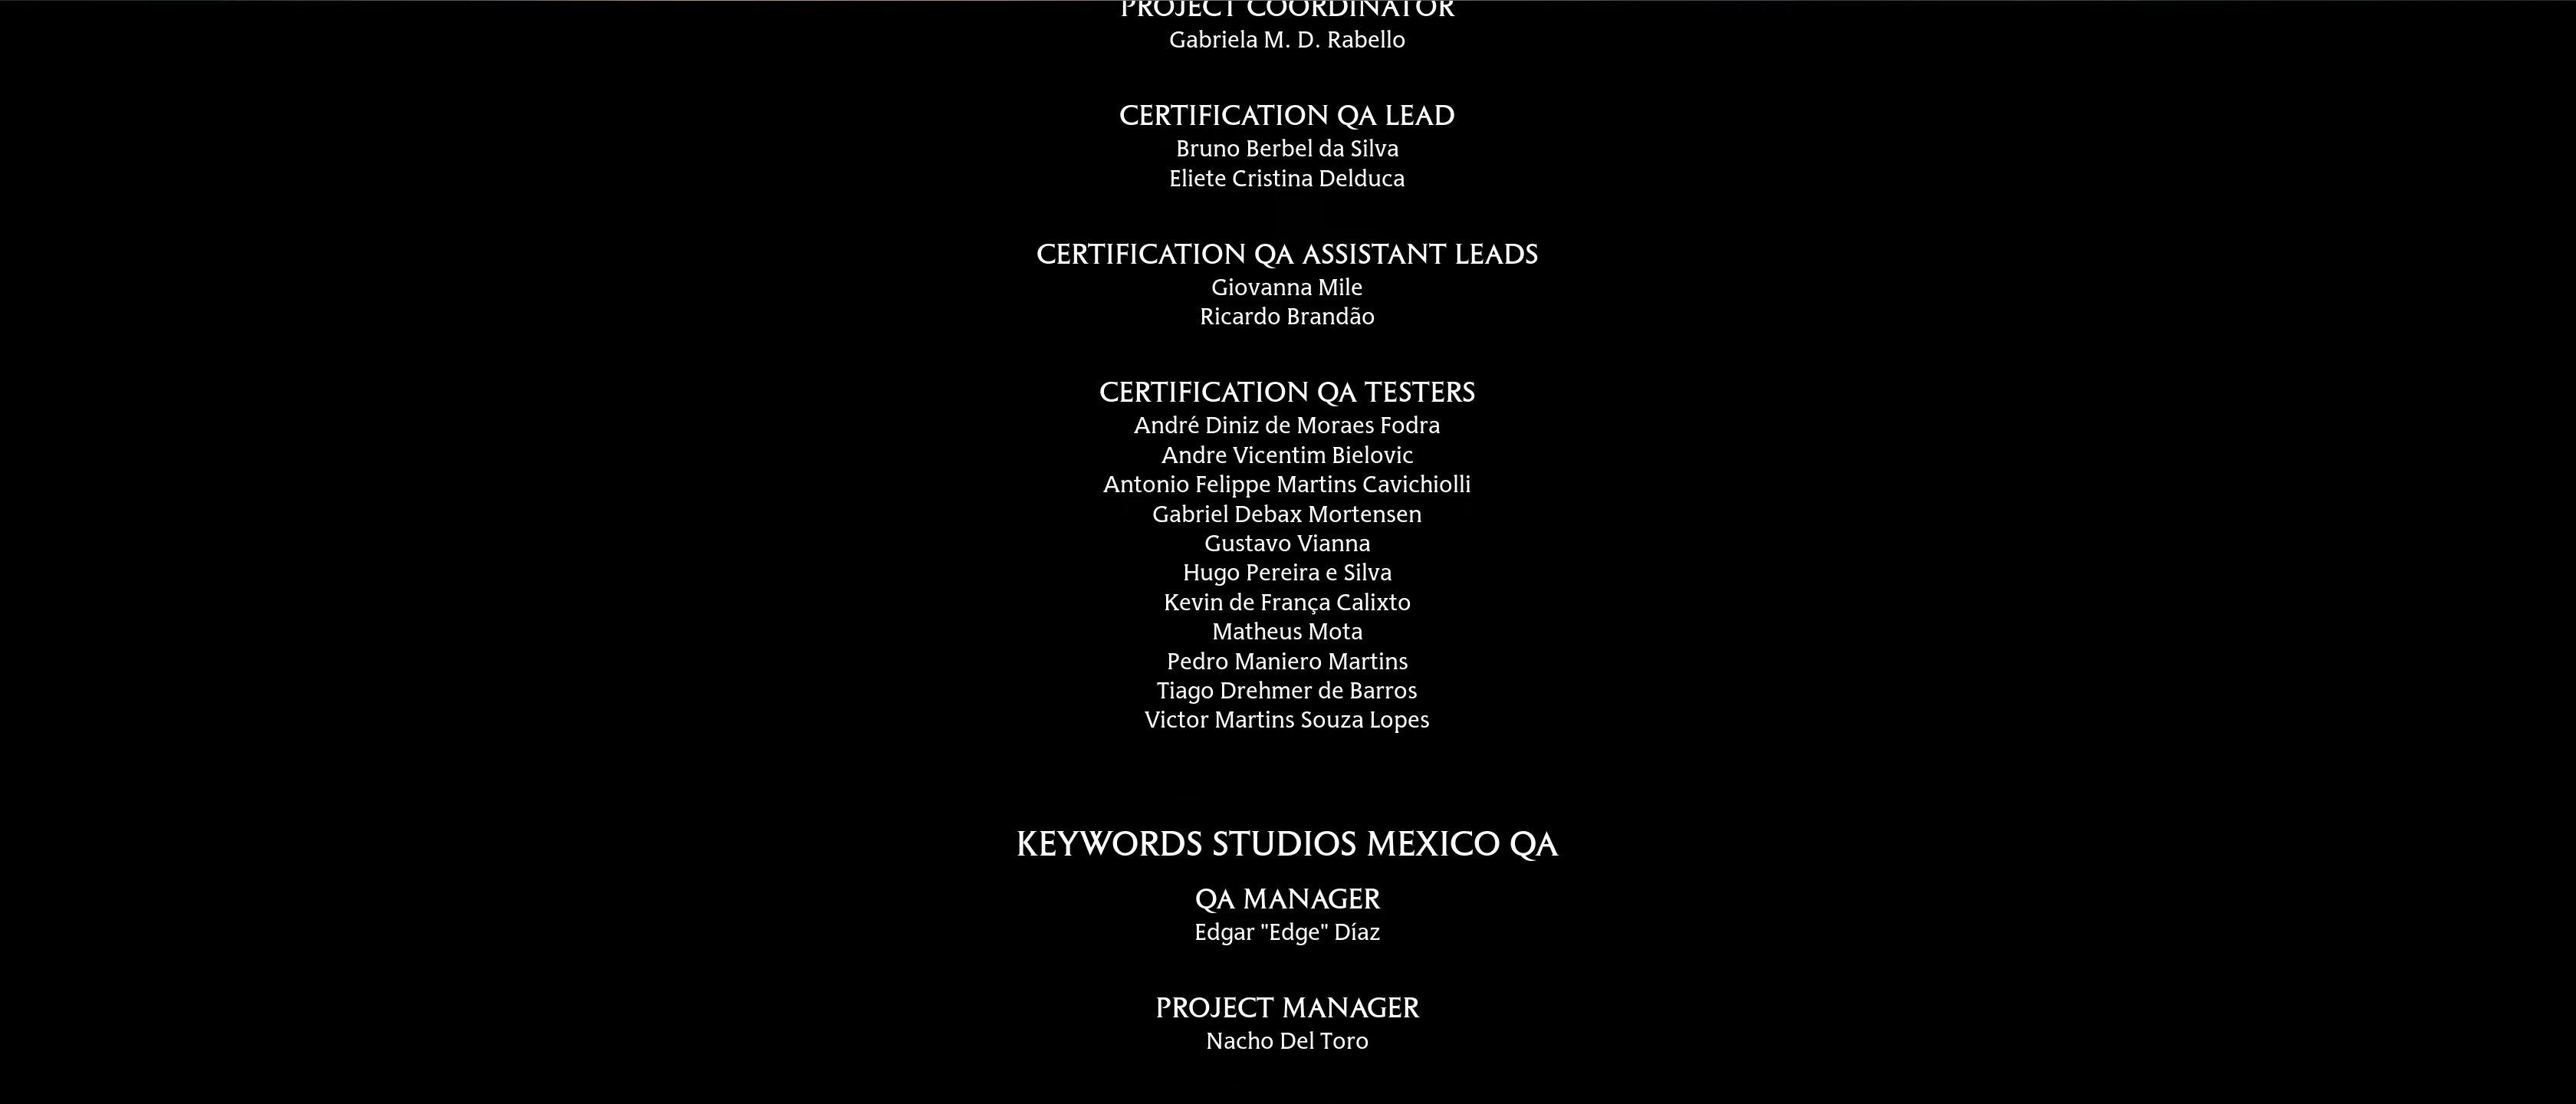 PROJECT COORDINATOR
Gabriela M. D. Rabello
CERTIFICATION QA LEAD
Bruno Berbel da Silva
Eliete Cristina Delduca
CERTIFICATION QA ASSISTANT LEADS
Giovanna Mile
Ricardo Brandão
CERTIFICATION QA TESTERS
André Diniz de Moraes Fodra
Andre Vicentim Bielovic
Antonio Felippe Martins Cavichiolli
Gabriel Debax Mortensen
Gustavo Vianna
Hugo Pereira e Silva
Kevin de França Calixto
Matheus Mota
Pedro Maniero Martins
Tiago Drehmer de Barros
Victor Martins Souza Lopes
KEYWORDS STUDIOS MEXICO QA
QA MANAGER
Edgar "Edge" Díaz
PROJECT MANAGER
Nacho Del Toro